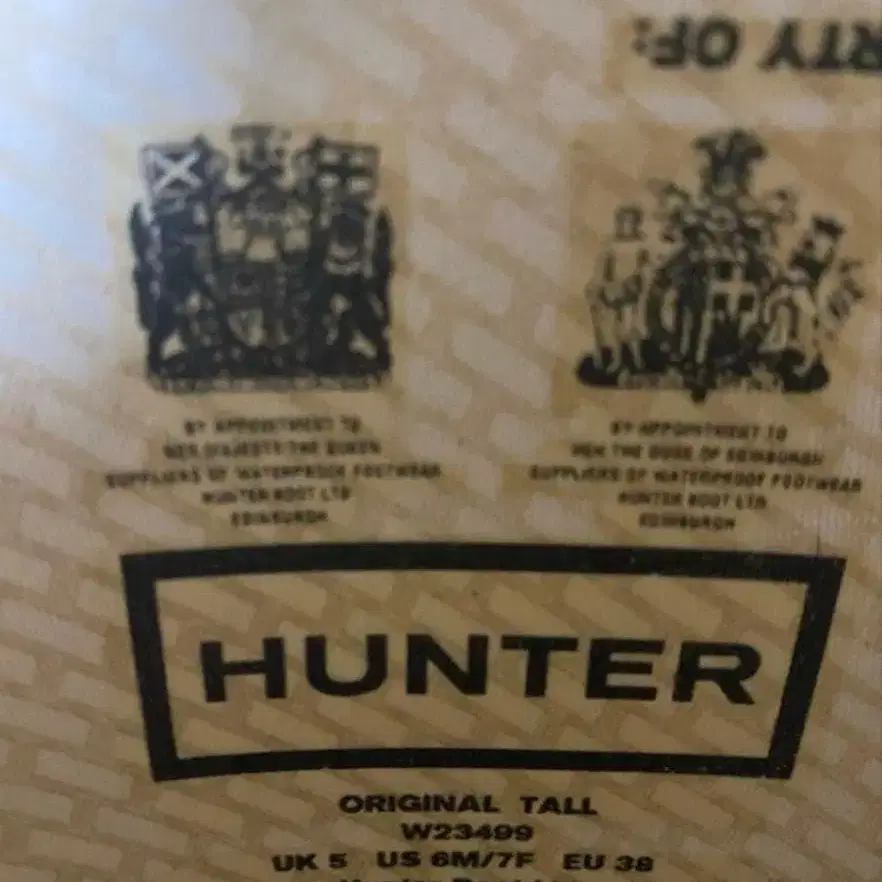 RTY OF:
BY APPOINTMENT TO
HER MAJESTY THE QUEEN
SUPPLIERS OF WATERPROOF FOOTWEAR
HUNTER BOOT LTD
EDINBURGH
BY APPOINTMENT TO
HRH THE DUKE OF EDINBURGH
SUPPLIERS OF WATERPROOF FOOTWEAR
HUNTER BOOT LTD
EDINBURGH
HUNTER
ORIGINAL TALL
W23499
UK 5 US 6M/7F EU 38